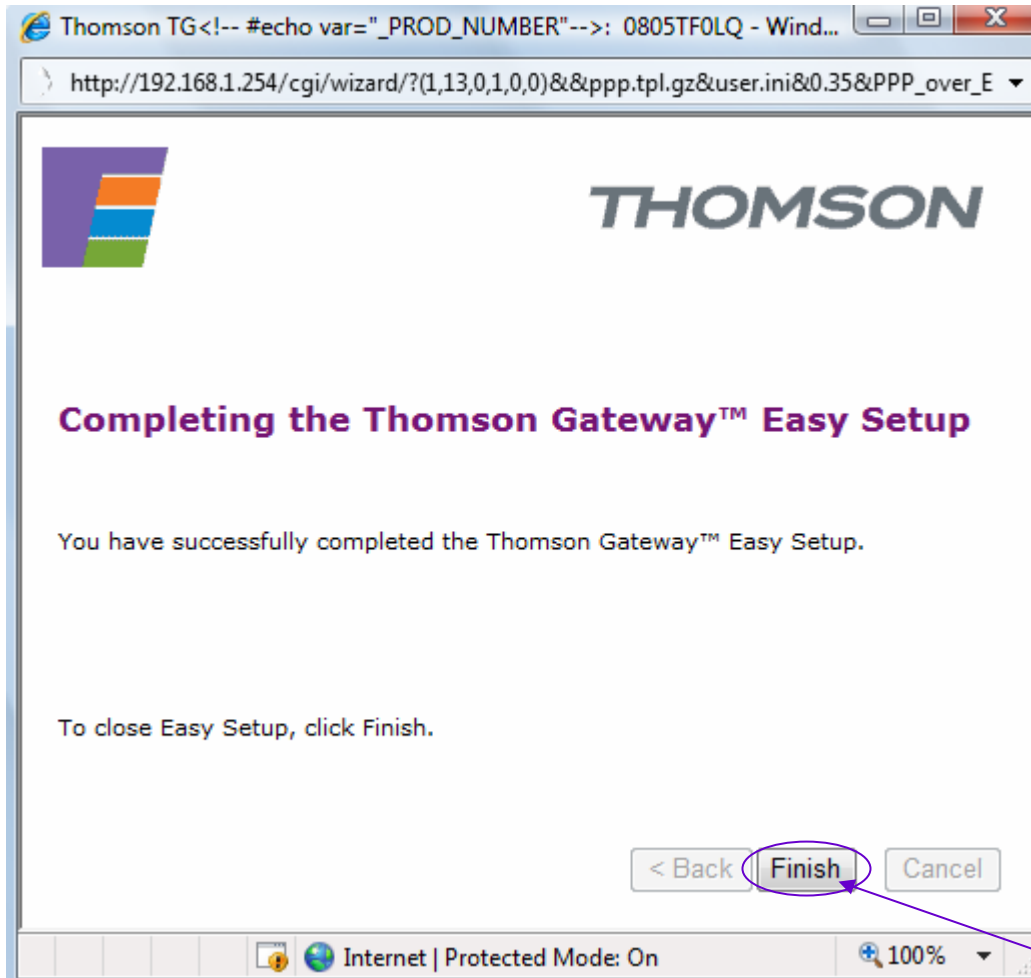 Thomson TG<!-- #echo var="_PROD_NUMBER"-->: 0805TF0LQ - Wind...
http://192.168.1.254/cgi/wizard/?(1,13,0,1,0,0)&&ppp.tpl.gz&user.ini&0.35&PPP_over_E
THOMSON
Completing the Thomson Gateway™ Easy Setup
You have successfully completed the Thomson Gateway™ Easy Setup.
To close Easy Setup, click Finish.
< Back Finish Cancel
Internet | Protected Mode: On 100%